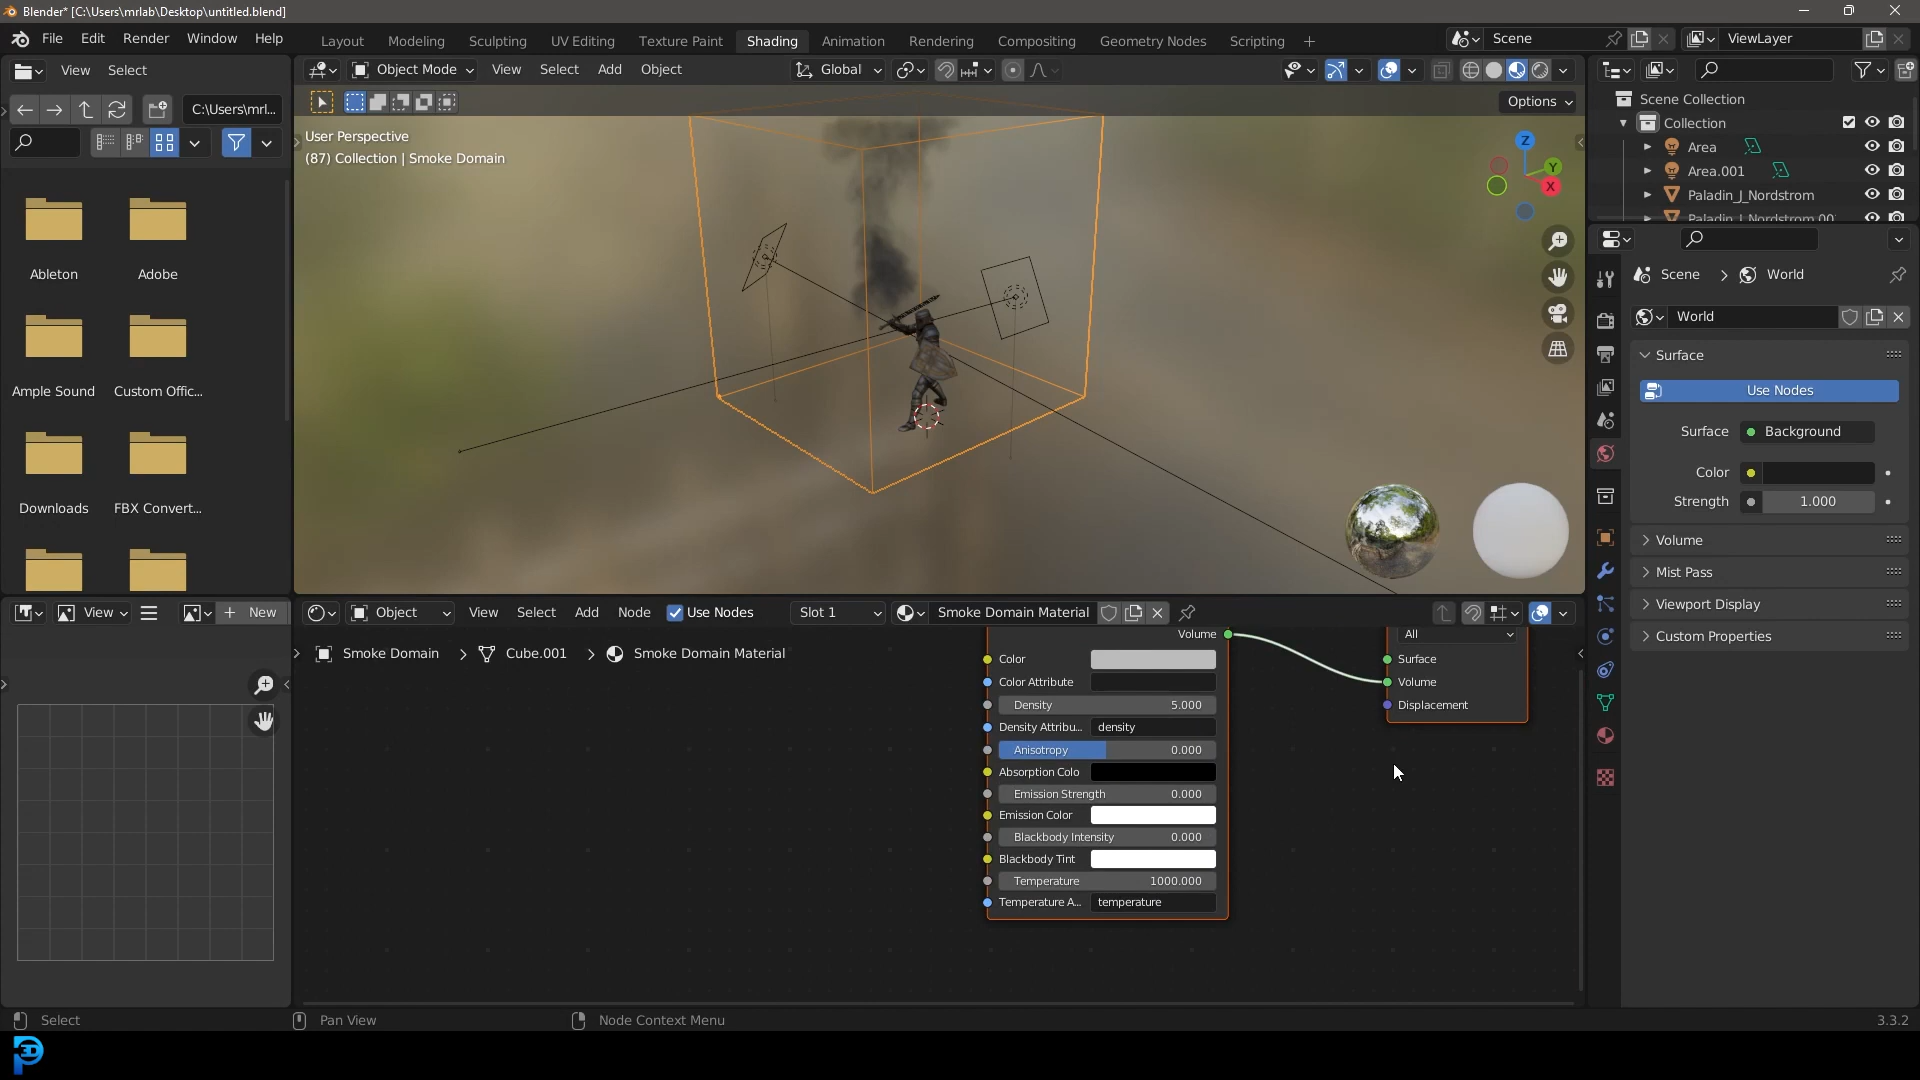 Blender* [C:\Users\mrlab\Desktop\untitled.blend]
File Edit Render Window Help
Layout Modeling Sculpting UV Editing Texture Paint Shading Animation Rendering Compositing Geometry Nodes Scripting +
Scene
ViewLayer
View Select
Object Mode View Select Add Object
Global
C:\Users\mrl...
Options
User Perspective
(87) Collection | Smoke Domain
Z
Y
X
Scene Collection
Collection
Area
Area.001
Paladin_J_Nordstrom
Paladin_J_Nordstrom.00
Ableton
Adobe
Ample Sound
Custom Offic...
Downloads
FBX Convert...
Scene > World
World
Surface
Use Nodes
Surface Background
Color
Strength 1.000
Volume
Mist Pass
Viewport Display
Custom Properties
View
+ New
Object View Select Add Node Use Nodes Slot 1 Smoke Domain Material
Smoke Domain > Cube.001 > Smoke Domain Material
Volume
Color
Color Attribute
Density 5.000
Density Attribu... density
Anisotropy 0.000
Absorption Colo
Emission Strength 0.000
Emission Color
Blackbody Intensity 0.000
Blackbody Tint
Temperature 1000.000
Temperature A... temperature
All
Surface
Volume
Displacement
Select
Pan View
Node Context Menu
3.3.2